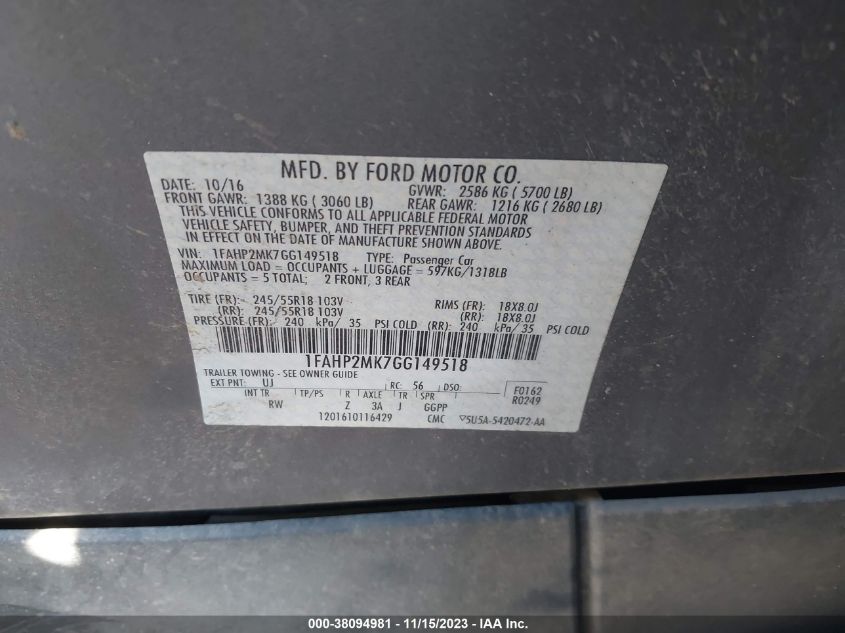 MFD. BY FORD MOTOR CO.
DATE: 10/16 GVWR: 2586 KG ( 5700 LB)
FRONT GAWR: 1388 KG ( 3060 LB) REAR GAWR: 1216 KG ( 2680 LB)
THIS VEHICLE CONFORMS TO ALL APPLICABLE FEDERAL MOTOR
VEHICLE SAFETY, BUMPER, AND THEFT PREVENTION STANDARDS
IN EFFECT ON THE DATE OF MANUFACTURE SHOWN ABOVE.
VIN: 1FAHP2MK7GG149518 TYPE: Passenger Car
MAXIMUM LOAD = OCCUPANTS + LUGGAGE = 597KG/1318LB
OCCUPANTS = 5 TOTAL; 2 FRONT, 3 REAR
TIRE (FR): 245/55R18 103V RIMS (FR): 18X8.0J
(RR): 245/55R18 103V (RR): 18X8.0J
PRESSURE (FR): 240 kPa/ 35 PSI COLD (RR): 240 kPa/ 35 PSI COLD
1FAHP2MK7GG149518
TRAILER TOWING - SEE OWNER GUIDE
EXT PNT: UJ RC: 56 DSO: F0162
INT TR TP/PS R AXLE TR SPR R0249
RW Z 3A J GGPP
1201610116429 CMC ▽5U5A-5420472-AA
000-38094981 - 11/15/2023 - IAA Inc.